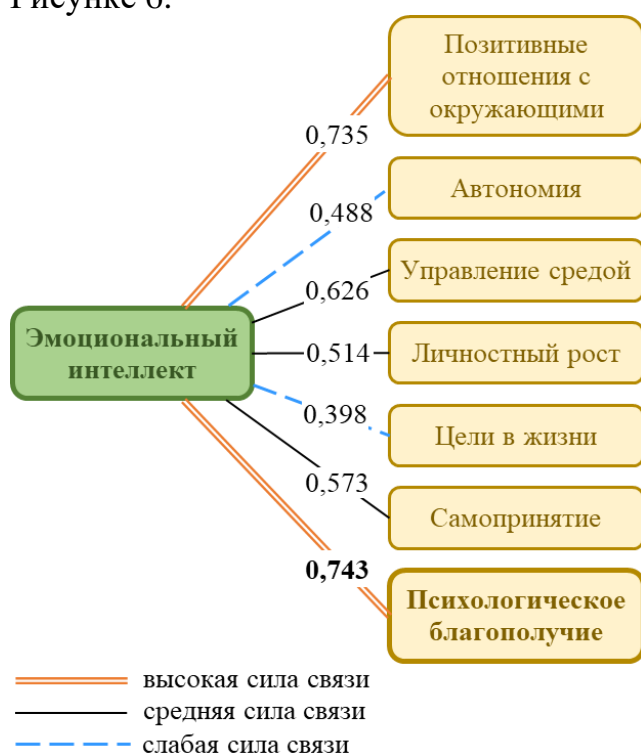 Рисунке 6.
Позитивные
отношения с
окружающими
0,735
Автономия
0,488
Управление средой
0,626
Эмоциональный
интеллект
Личностный рост
0,514
Цели в жизни
0,398
Самопринятие
0,573
Психологическое
благополучие
0,743
высокая сила связи
средняя сила связи
слабая сила связи